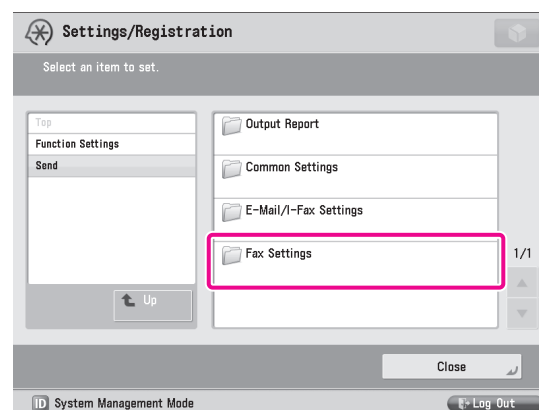 Settings/Registration
Select an item to set.
Top
Function Settings
Send
Up
Output Report
Common Settings
E-Mail/I-Fax Settings
Fax Settings
1/1
Close
ID System Management Mode
Log Out